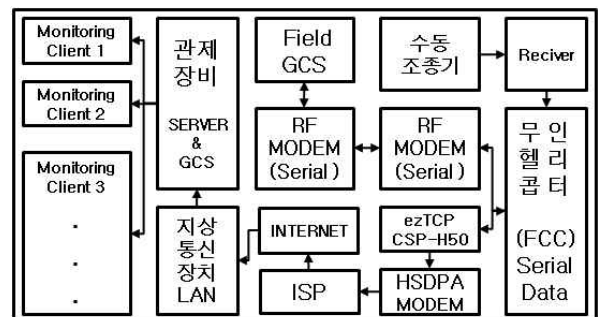 Monitoring
Client 1
Monitoring
Client 2
Monitoring
Client 3
.
.
.
관제
장비
SERVER
&
GCS
지상
통신
장치
LAN
Field
GCS
RF
MODEM
(Serial)
INTERNET
ISP
수동
조종기
RF
MODEM
(Serial)
ezTCP
CSP-H50
HSDPA
MODEM
Reciver
무 인
헬 리
콥 터
(FCC)
Serial
Data